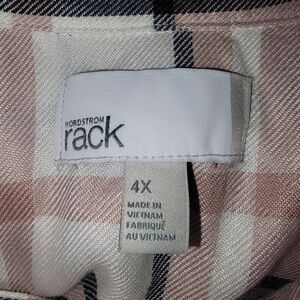 NORDSTROM
rack
4X
MADE IN
VIETNAM
FABRIQUÉ
AU VIETNAM